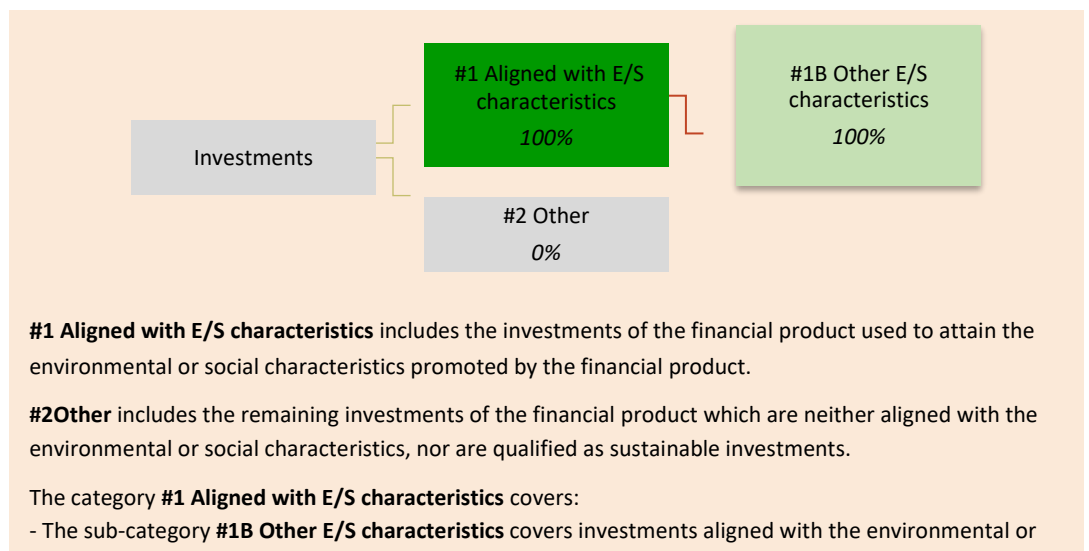 #1 Aligned with E/S
characteristics
100%
#1B Other E/S
characteristics
100%
Investments
#2 Other
0%
#1 Aligned with E/S characteristics includes the investments of the financial product used to attain the
environmental or social characteristics promoted by the financial product.
#2Other includes the remaining investments of the financial product which are neither aligned with the
environmental or social characteristics, nor are qualified as sustainable investments.
The category #1 Aligned with E/S characteristics covers:
- The sub-category #1B Other E/S characteristics covers investments aligned with the environmental or